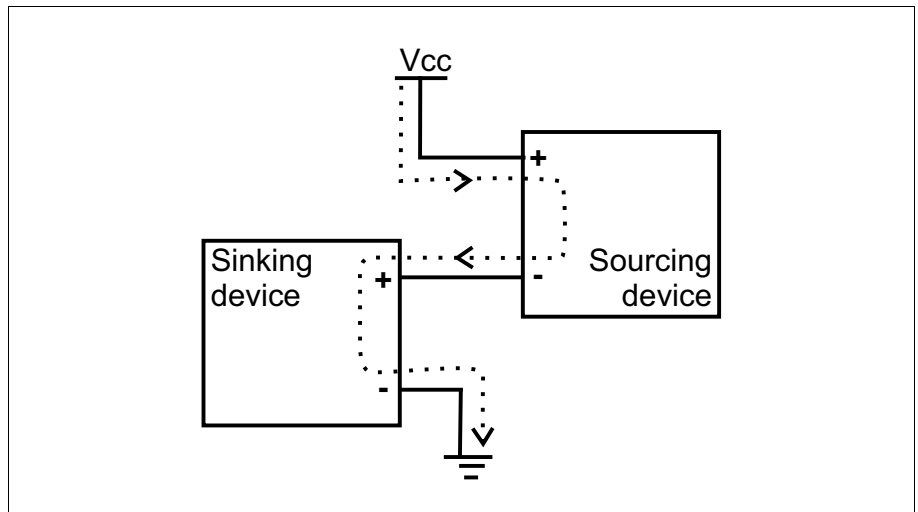 Vcc
+
-
Sourcing
device
Sinking
device
+
-